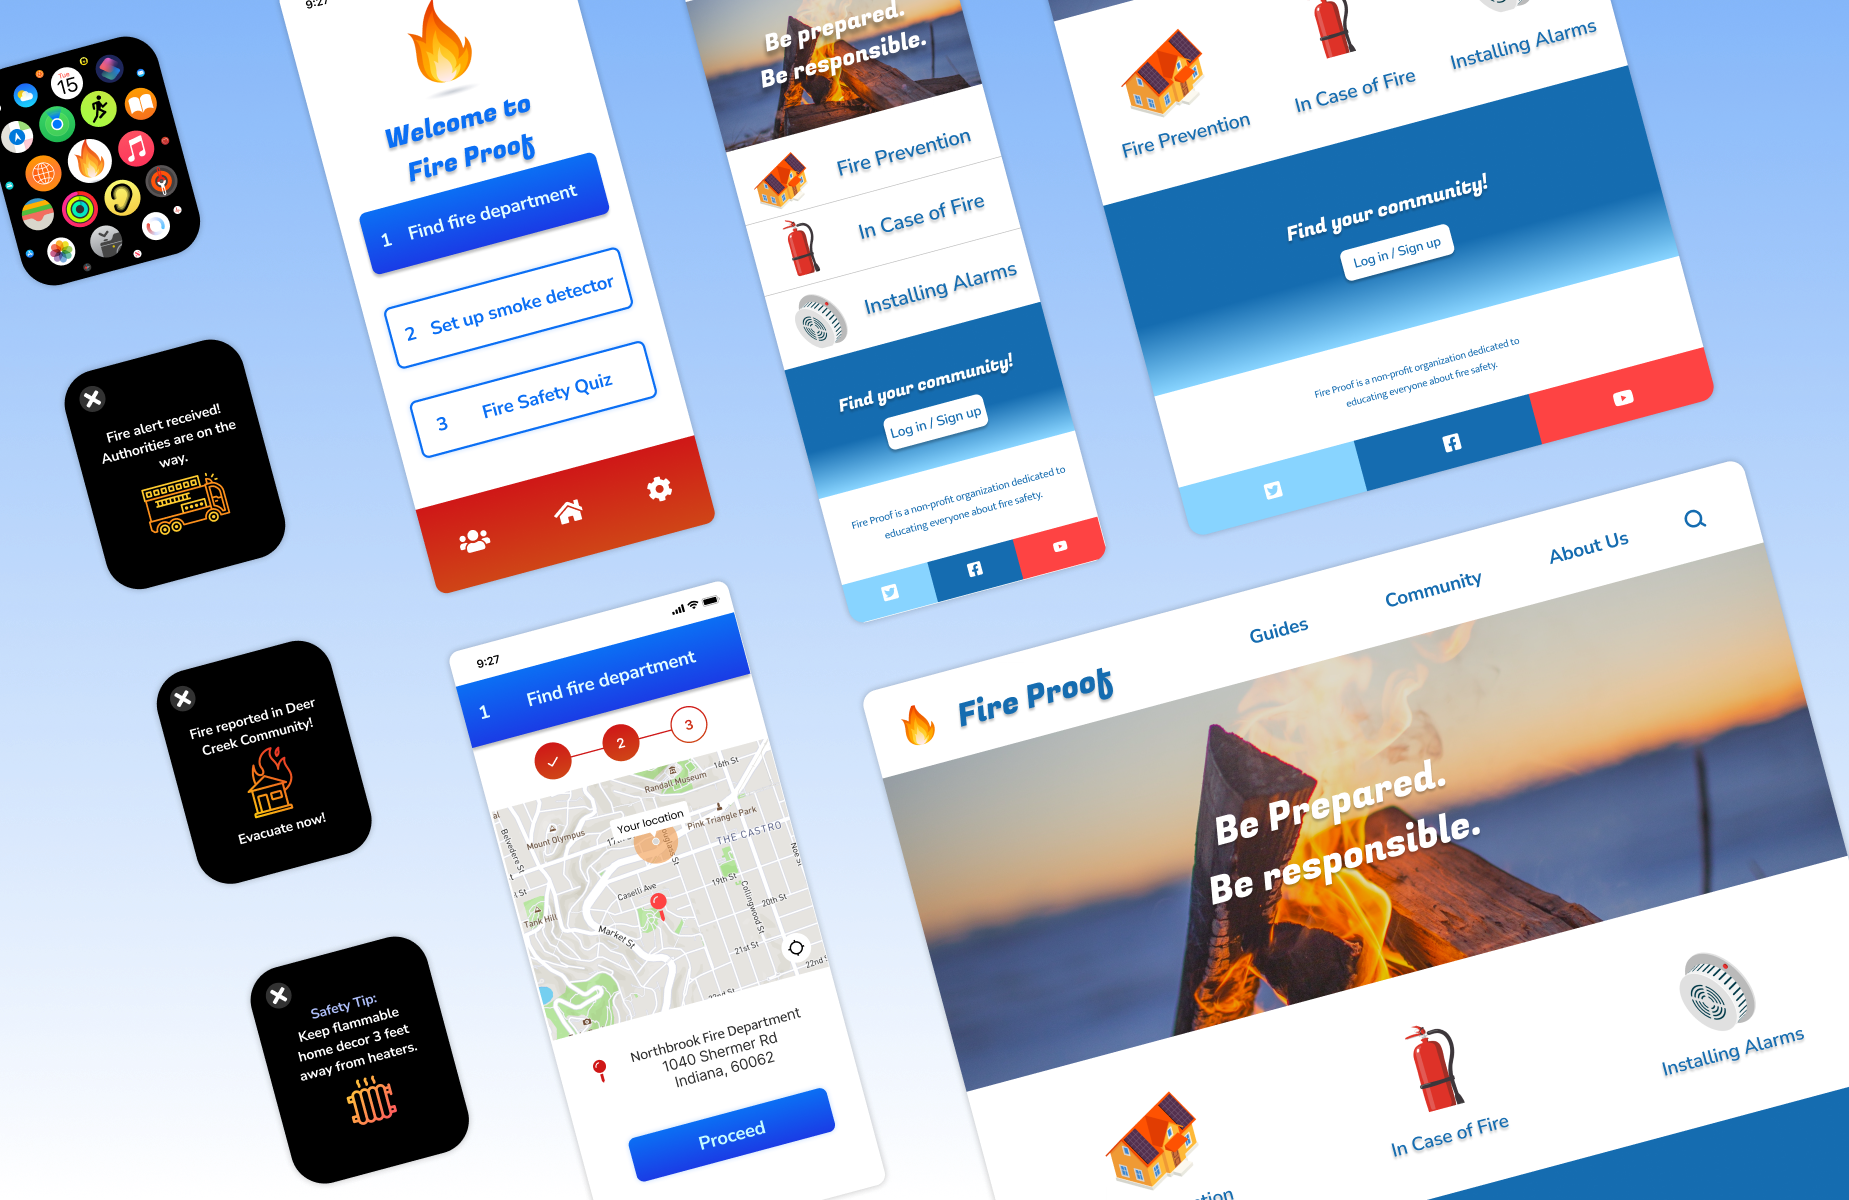 Tue
15
Fire alert received!
Authorities are on the
way.
Fire reported in Deer
Creek Community!
Evacuate now!
Safety Tip:
Keep flammable
home decor 3 feet
away from heaters.
9:27
Welcome to
Fire Proof
1 Find fire department
2 Set up smoke detector
3 Fire Safety Quiz
9:27
1 Find fire department
2
3
16th St
Randall Museum
Belvedere St
Mount Olympus
Your location
Pink Triangle Park
THE CASTRO
Noe St
Caselli Ave
19th St
Collingwood St
20th St
Tank Hill
Market St
21st St
22nd S
22nd St
Northbrook Fire Department
1040 Shermer Rd
Indiana, 60062
Proceed
Be prepared.
Be responsible.
Fire Prevention
In Case of Fire
Installing Alarms
Find your community!
Log in / Sign up
Fire Proof is a non-profit organization dedicated to
educating everyone about fire safety.
Fire Prevention
In Case of Fire
Installing Alarms
Find your community!
Log in / Sign up
Fire Proof is a non-profit organization dedicated to
educating everyone about fire safety.
Fire Proof
Guides
Community
About Us
Be Prepared.
Be responsible.
In Case of Fire
Installing Alarms